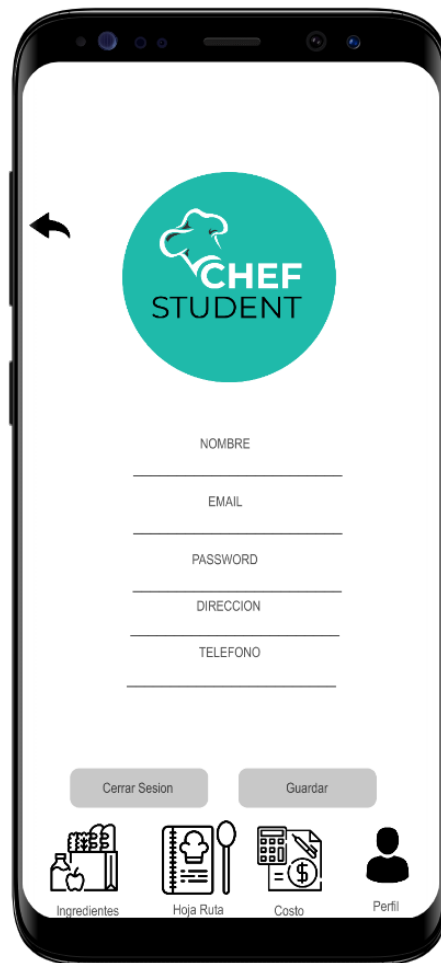 CHEF
STUDENT
NOMBRE
EMAIL
PASSWORD
DIRECCION
TELEFONO
Cerrar Sesion
Guardar
$
Ingredientes
Hoja Ruta
Costo
Perfil